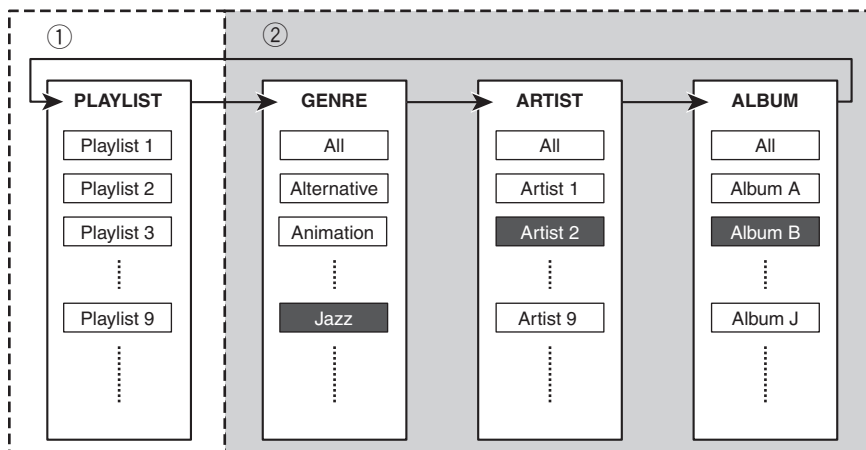 ① ②
PLAYLIST GENRE ARTIST ALBUM
Playlist 1 All All All
Playlist 2 Alternative Artist 1 Album A
Playlist 3 Animation Artist 2 Album B
Playlist 9 Jazz Artist 9 Album J